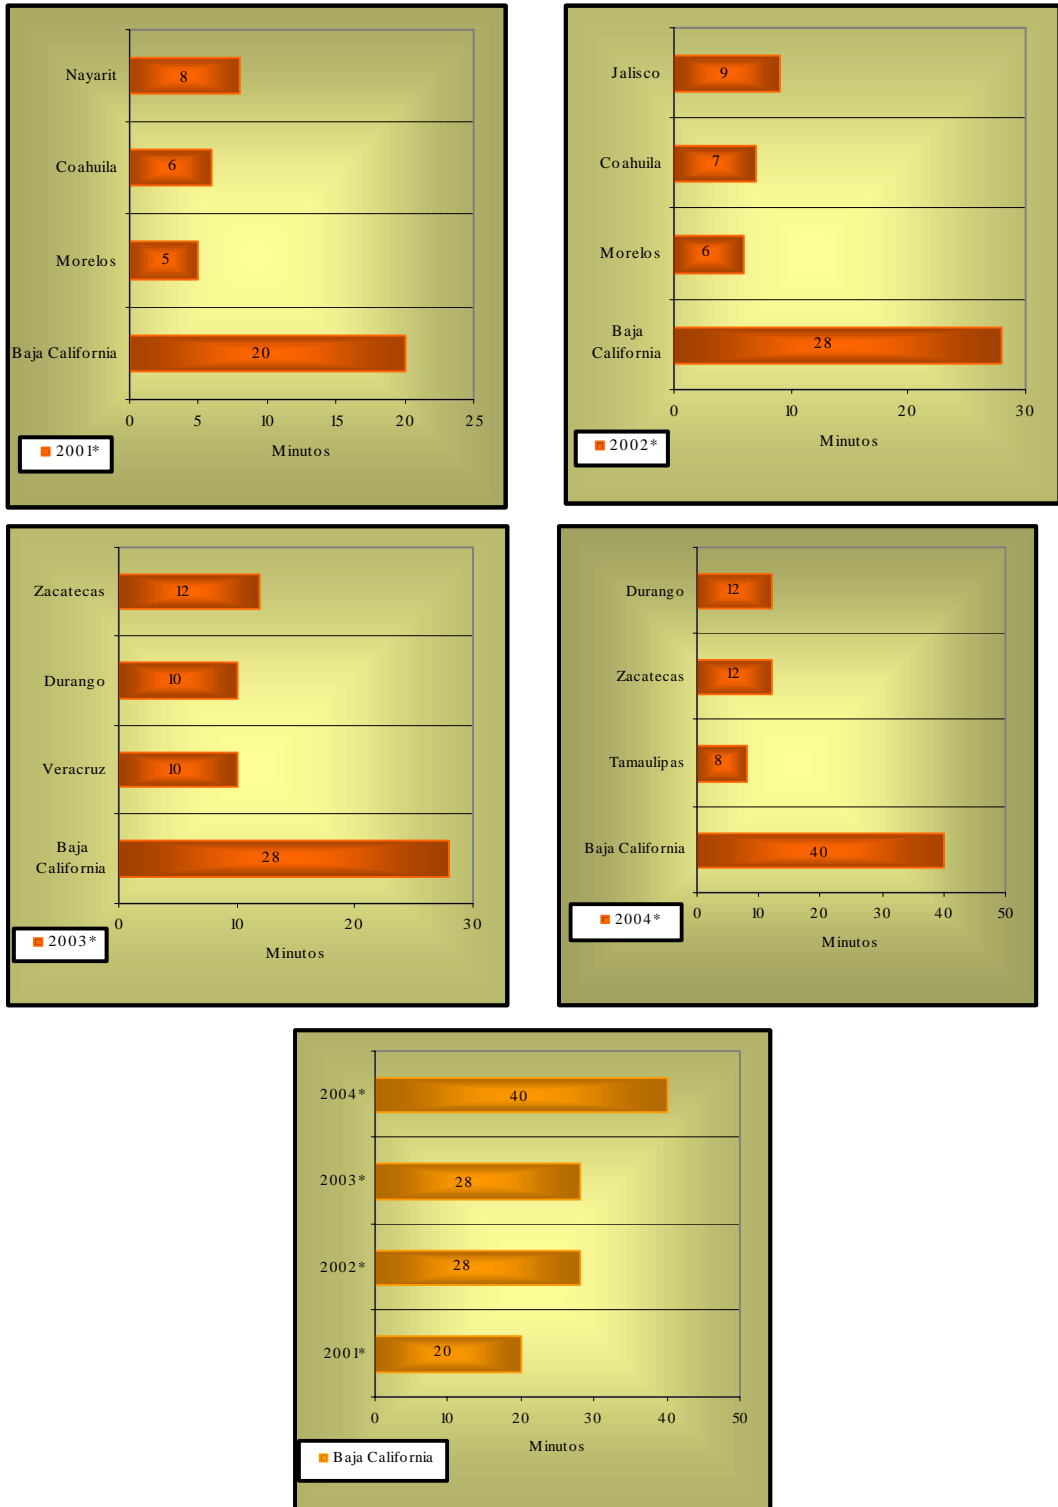 Nayarit
8
Coahuila
6
Morelos
5
Baja California
20
0 5 10 15 20 25
Minutos
2001*
Jalisco
9
Coahuila
7
Morelos
6
Baja
California
28
0 10 20 30
Minutos
2002*
Zacatecas
12
Durango
10
Veracruz
10
Baja
California
28
0 10 20 30
Minutos
2003*
Durango
12
Zacatecas
12
Tamaulipas
8
Baja California
40
0 10 20 30 40 50
Minutos
2004*
2004*
40
2003*
28
2002*
28
2001*
20
0 10 20 30 40 50
Minutos
Baja California